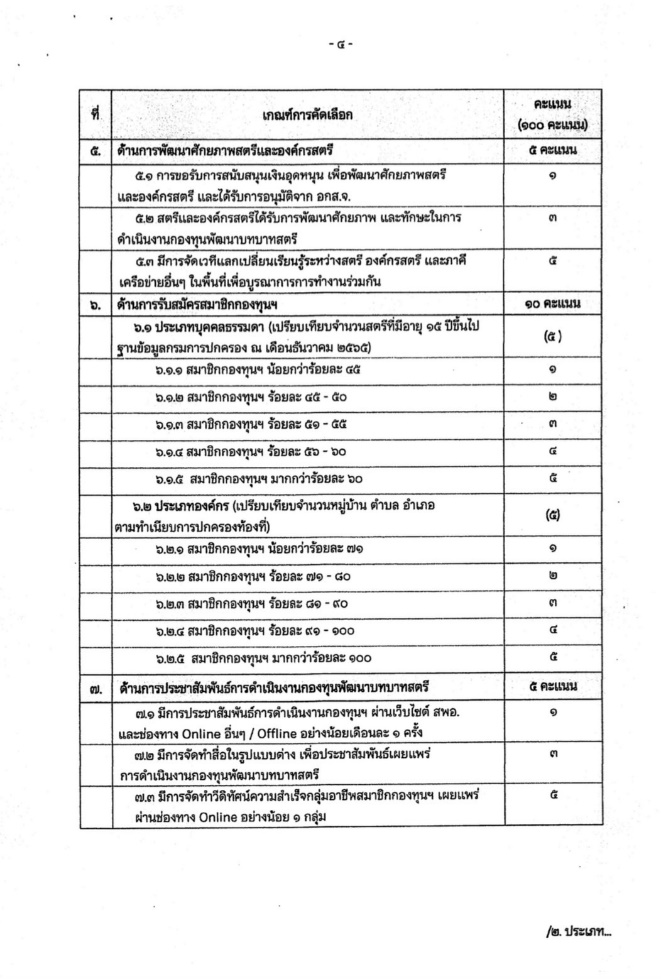 - ๔ -
ที่
เกณฑ์การคัดเลือก
คะแนน
(๑๐๐ คะแนน)
๕. ด้านการพัฒนาศักยภาพสตรีและองค์กรสตรี ๕ คะแนน
๕.๑ การขอรับการสนับสนุนเงินอุดหนุน เพื่อพัฒนาศักยภาพสตรี ๑
และองค์กรสตรี และได้รับการอนุมัติจาก อกส.จ.
๕.๒ สตรีและองค์กรสตรีได้รับการพัฒนาศักยภาพ และทักษะในการ ๓
ดำเนินงานกองทุนพัฒนาบทบาทสตรี
๕.๓ มีการจัดเวทีแลกเปลี่ยนเรียนรู้ระหว่างสตรี องค์กรสตรี และภาคี ๕
เครือข่ายอื่นๆ ในพื้นที่เพื่อบูรณาการการทำงานร่วมกัน
๖. ด้านการรับสมัครสมาชิกกองทุนฯ ๑๐ คะแนน
๖.๑ ประเภทบุคคลธรรมดา (เปรียบเทียบจำนวนสตรีที่มีอายุ ๑๕ ปีขึ้นไป (๕ )
ฐานข้อมูลกรมการปกครอง ณ เดือนธันวาคม ๒๕๖๕)
๖.๑.๑ สมาชิกกองทุนฯ น้อยกว่าร้อยละ ๔๕ ๑
๖.๑.๒ สมาชิกกองทุนฯ ร้อยละ ๔๕ - ๕๐ ๒
๖.๑.๓ สมาชิกกองทุนฯ ร้อยละ ๕๑ - ๕๕ ๓
๖.๑.๔ สมาชิกกองทุนฯ ร้อยละ ๕๖ - ๖๐ ๔
๖.๑.๕ สมาชิกกองทุนฯ มากกว่าร้อยละ ๖๐ ๕
๖.๒ ประเภทองค์กร (เปรียบเทียบจำนวนหมู่บ้าน ตำบล อำเภอ (๕)
ตามทำเนียบการปกครองท้องที่)
๖.๒.๑ สมาชิกกองทุนฯ น้อยกว่าร้อยละ ๗๑ ๑
๖.๒.๒ สมาชิกกองทุนฯ ร้อยละ ๗๑ - ๘๐ ๒
๖.๒.๓ สมาชิกกองทุนฯ ร้อยละ ๘๑ - ๙๐ ๓
๖.๒.๔ สมาชิกกองทุนฯ ร้อยละ ๙๑ - ๑๐๐ ๔
๖.๒.๕ สมาชิกกองทุนฯ มากกว่าร้อยละ ๑๐๐ ๕
๗. ด้านการประชาสัมพันธ์การดำเนินงานกองทุนพัฒนาบทบาทสตรี ๕ คะแนน
๗.๑ มีการประชาสัมพันธ์การดำเนินงานกองทุนฯ ผ่านเว็บไซต์ สพอ. ๑
และช่องทาง Online อื่นๆ / Offline อย่างน้อยเดือนละ ๑ ครั้ง
๗.๒ มีการจัดทำสื่อในรูปแบบต่าง เพื่อประชาสัมพันธ์เผยแพร่ ๓
การดำเนินงานกองทุนพัฒนาบทบาทสตรี
๗.๓ มีการจัดทำวีดิทัศน์ความสำเร็จกลุ่มอาชีพสมาชิกกองทุนฯ เผยแพร่ ๕
ผ่านช่องทาง Online อย่างน้อย ๑ กลุ่ม
/๒. ประเภท...